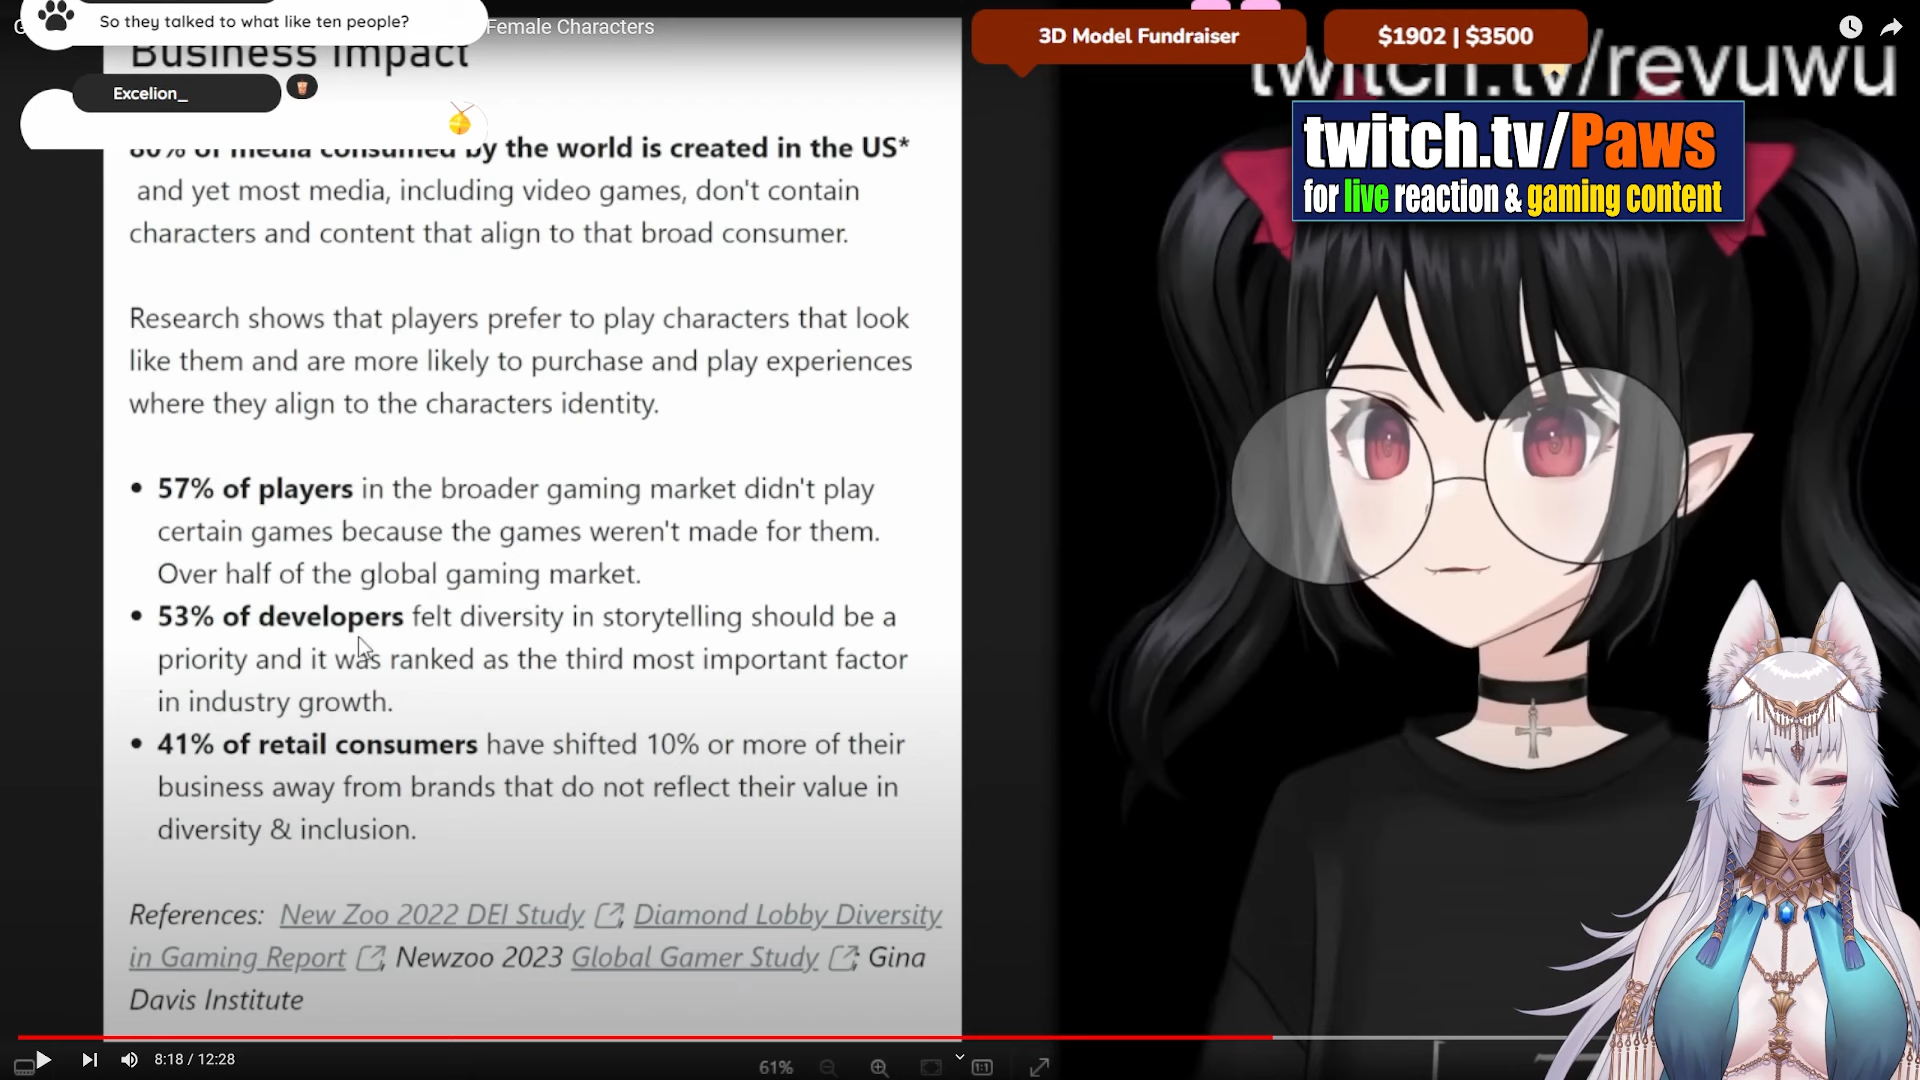 So they talked to what like ten people?
Female Characters
3D Model Fundraiser
$1902 | $3500
twitch.tv/revuwu
Business Impact
Excelion_
twitch.tv/Paws
for live reaction & gaming content
80% of media consumed by the world is created in the US*
and yet most media, including video games, don't contain
characters and content that align to that broad consumer.
Research shows that players prefer to play characters that look
like them and are more likely to purchase and play experiences
where they align to the characters identity.
• 57% of players in the broader gaming market didn't play
certain games because the games weren't made for them.
Over half of the global gaming market.
• 53% of developers felt diversity in storytelling should be a
priority and it was ranked as the third most important factor
in industry growth.
• 41% of retail consumers have shifted 10% or more of their
business away from brands that do not reflect their value in
diversity & inclusion.
References: New Zoo 2022 DEI Study, Diamond Lobby Diversity
in Gaming Report, Newzoo 2023 Global Gamer Study; Gina
Davis Institute
8:18 / 12:28
61%
1:1